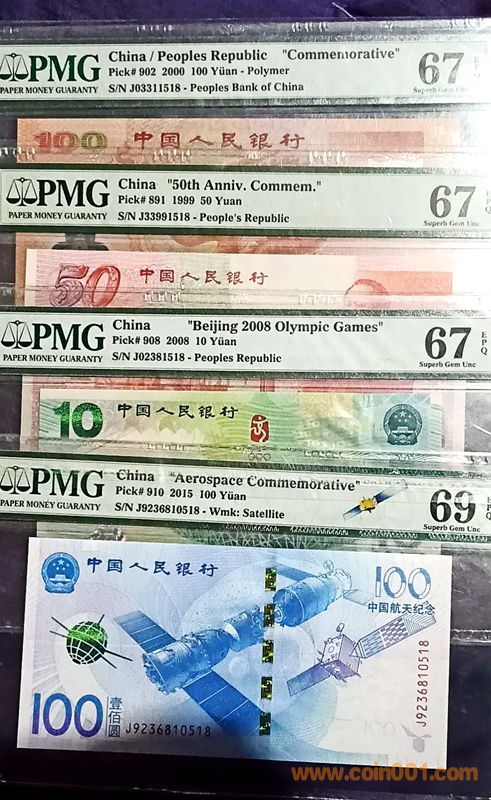 PMG
PAPER MONEY GUARANTY
China / Peoples Republic "Commemorative"
Pick# 902 2000 100 Yüan - Polymer
S/N J03311518 - Peoples Bank of China
67
Superb Gem Unc
100 中国人民银行
PMG
PAPER MONEY GUARANTY
China "50th Anniv. Commem."
Pick# 891 1999 50 Yuan
S/N J33991518 - People's Republic
67 EPQ
Superb Gem Unc
50 中国人民银行
PMG
PAPER MONEY GUARANTY
China "Beijing 2008 Olympic Games"
Pick# 908 2008 10 Yüan
S/N J02381518 - Peoples Republic
67 EPQ
Superb Gem Unc
10 中国人民银行
PMG
PAPER MONEY GUARANTY
China "Aerospace Commemorative"
Pick# 910 2015 100 Yüan
S/N J9236810518 - Wmk: Satellite
69 EPQ
Superb Gem Unc
中国人民银行
100
中国航天纪念
J9236810518
100 壹佰圆
J9236810518
100
www.coin001.com